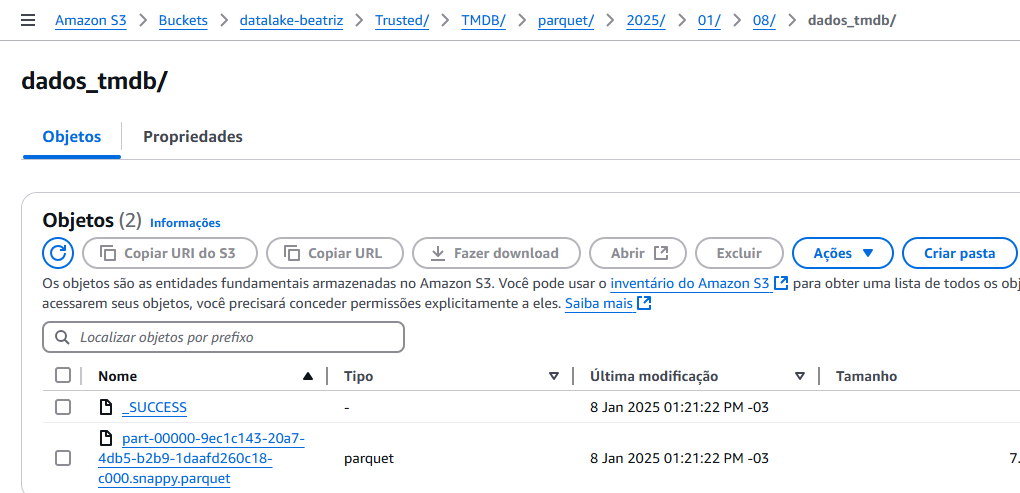 Amazon S3 > Buckets > datalake-beatriz > Trusted/ > TMDB/ > parquet/ > 2025/ > 01/ > 08/ > dados_tmdb/
dados_tmdb/
Objetos Propriedades
Objetos (2) Informações
Copiar URI do S3 Copiar URL Fazer download Abrir Excluir Ações Criar pasta
Os objetos são as entidades fundamentais armazenadas no Amazon S3. Você pode usar o inventário do Amazon S3 para obter uma lista de todos os
acessarem seus objetos, você precisará conceder permissões explicitamente a eles. Saiba mais
Localizar objetos por prefixo
Nome Tipo Última modificação Tamanho
_SUCCESS - 8 Jan 2025 01:21:22 PM -03
part-00000-9ec1c143-20a7-
4db5-b2b9-1daafd260c18- parquet 8 Jan 2025 01:21:22 PM -03 7.
c000.snappy.parquet